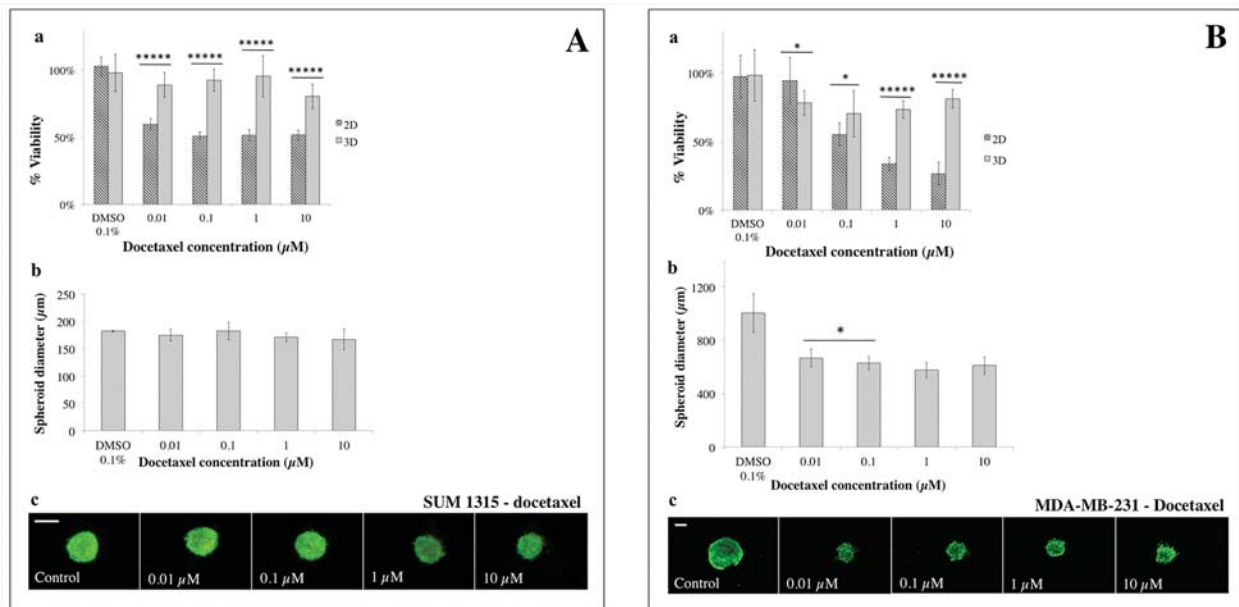 A
a
*****
*****
*****
*****
100%
50%
0%
% Viability
2D
3D
DMSO
0.1%
0.01
0.1
1
10
Docetaxel concentration (µM)
b
250
200
150
100
50
0
Spheroid diameter (µm)
DMSO
0.1%
0.01
0.1
1
10
Docetaxel concentration (µM)
c
SUM 1315 - docetaxel
Control
0.01 µM
0.1 µM
1 µM
10 µM
B
a
*
*
*****
*****
100%
50%
0%
% Viability
2D
3D
DMSO
0.1%
0.01
0.1
1
10
Docetaxel concentration (µM)
b
1200
900
600
300
0
Spheroid diameter (µm)
*
DMSO
0.1%
0.01
0.1
1
10
Docetaxel concentration (µM)
c
MDA-MB-231 - Docetaxel
Control
0.01 µM
0.1 µM
1 µM
10 µM